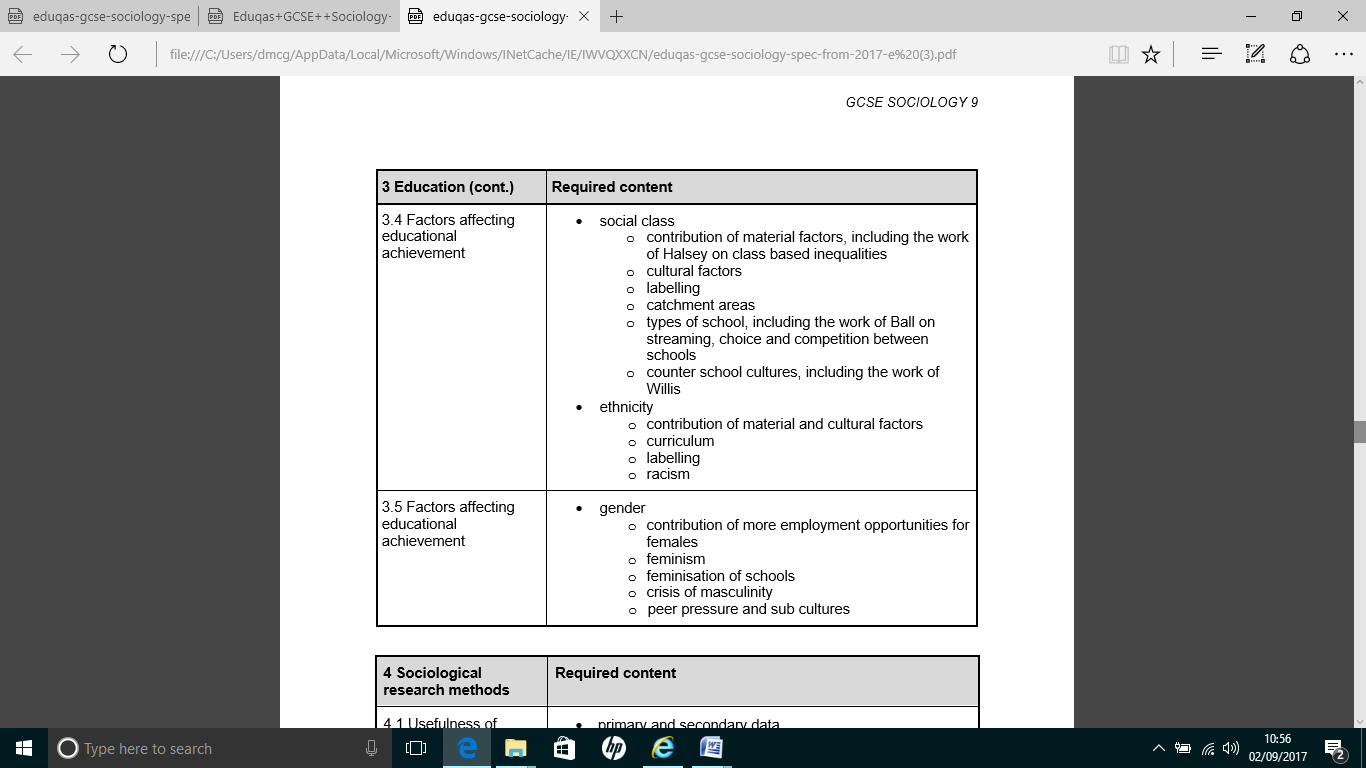 eduqas-gcse-sociology-spe
Eduqas+GCSE++Sociology-
eduqas-gcse-sociology-
file:///C:/Users/dmcg/AppData/Local/Microsoft/Windows/INetCache/IE/IWVQXXCN/eduqas-gcse-sociology-spec-from-2017-e%20(3).pdf
GCSE SOCIOLOGY 9
3 Education (cont.)
Required content
3.4 Factors affecting
educational
achievement
• social class
o contribution of material factors, including the work
of Halsey on class based inequalities
o cultural factors
o labelling
o catchment areas
o types of school, including the work of Ball on
streaming, choice and competition between
schools
o counter school cultures, including the work of
Willis
• ethnicity
o contribution of material and cultural factors
o curriculum
o labelling
o racism
3.5 Factors affecting
educational
achievement
• gender
o contribution of more employment opportunities for
females
o feminism
o feminisation of schools
o crisis of masculinity
o peer pressure and sub cultures
4 Sociological
research methods
Required content
4.1 Usefulness of
• primary and secondary data
Type here to search
10:56
02/09/2017
2